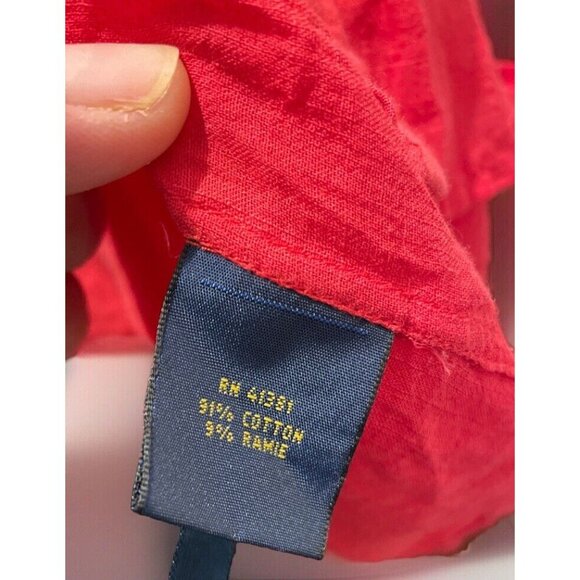 RN 41381
91% COTTON
9% RAMIE